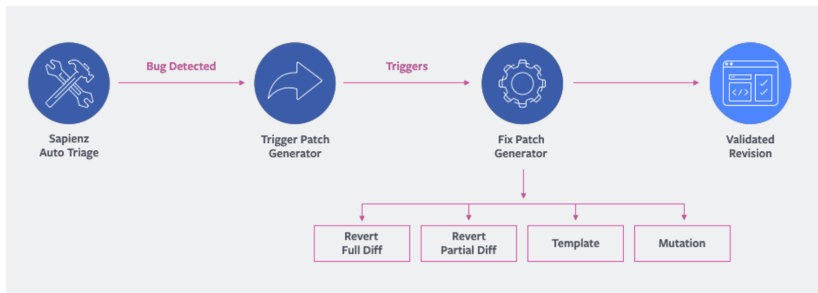 Bug Detected
Triggers
Sapienz
Auto Triage
Trigger Patch
Generator
Fix Patch
Generator
Validated
Revision
Revert
Full Diff
Revert
Partial Diff
Template
Mutation